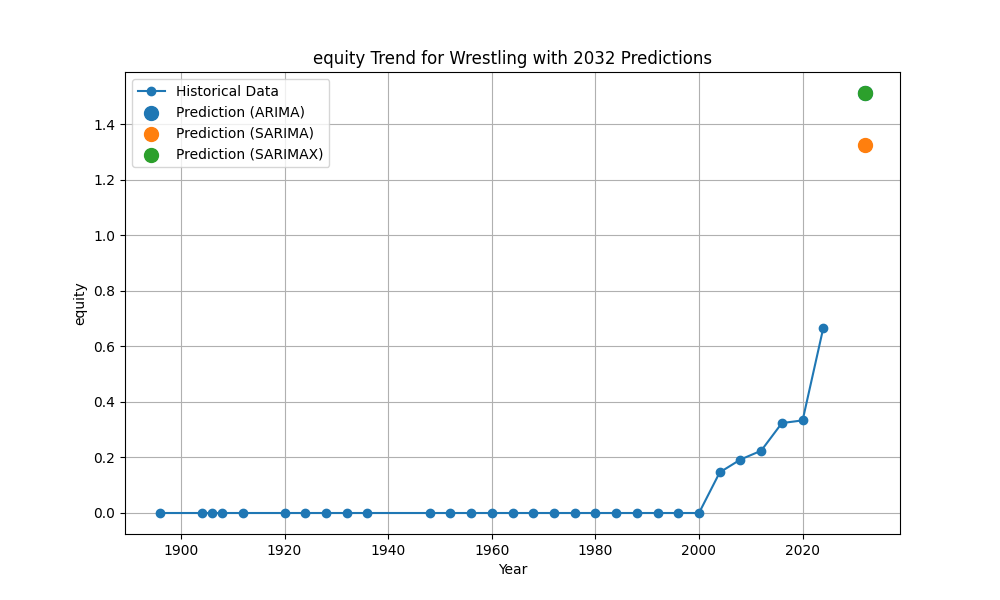 equity Trend for Wrestling with 2032 Predictions
Historical Data
Prediction (ARIMA)
Prediction (SARIMA)
Prediction (SARIMAX)
1.4
1.2
1.0
0.8
0.6
0.4
0.2
0.0
equity
1900 1920 1940 1960 1980 2000 2020
Year